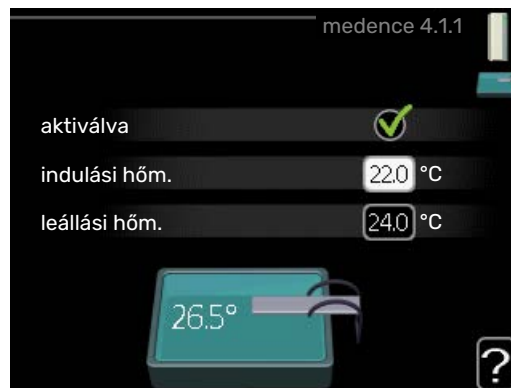 medence 4.1.1
aktiválva
indulási hőm. 22.0 °C
leállási hőm. 24.0 °C
26.5°
?